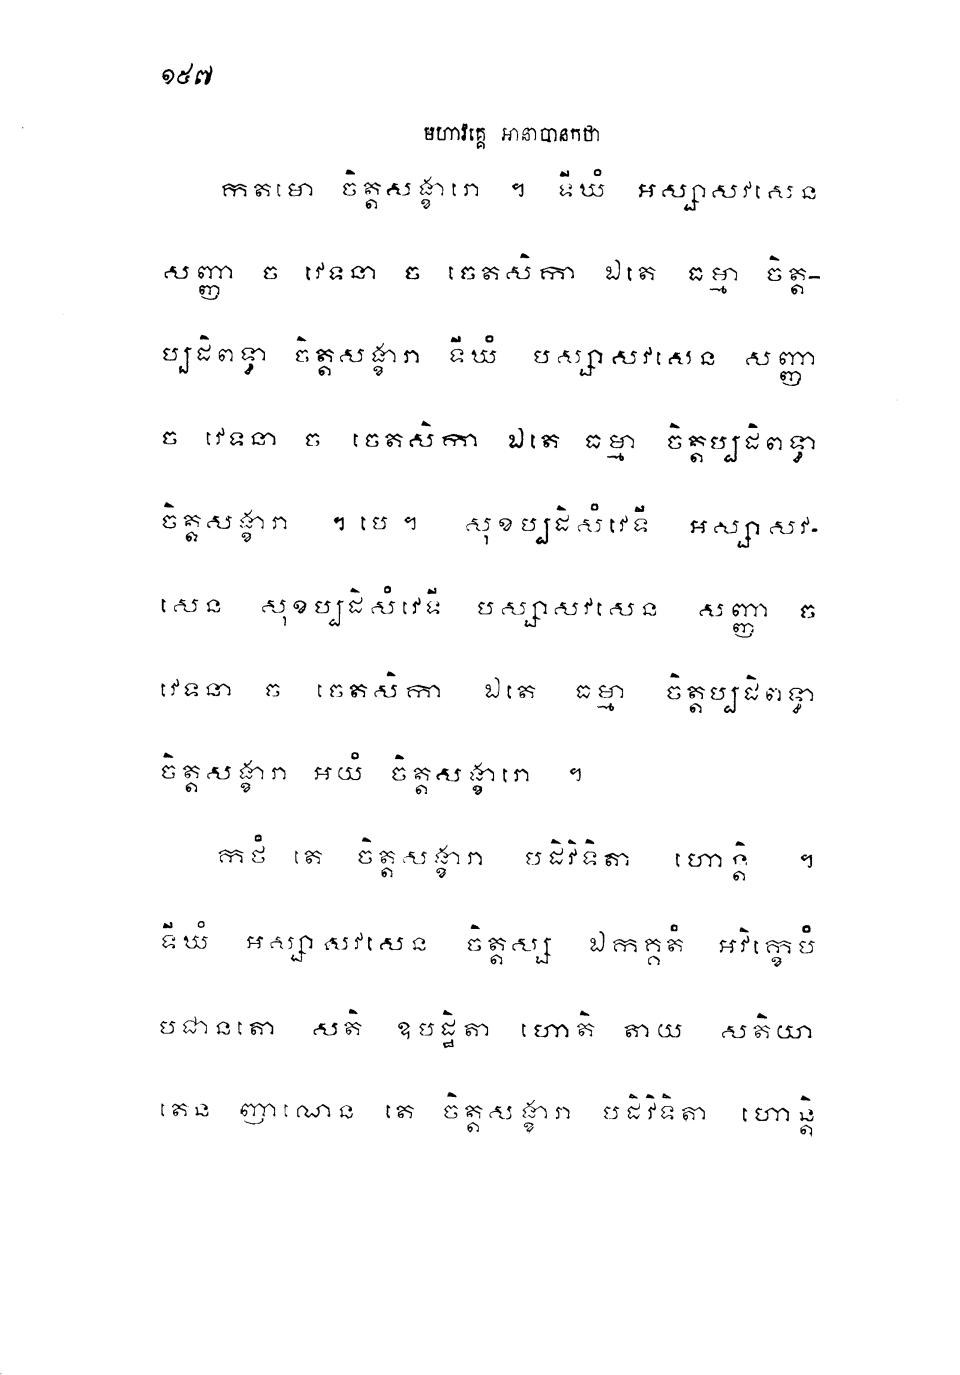 ១៥៧
មហាវគ្គេ អានាបានកថា
កតមោ ចិត្តសង្ខារោ ។ ទីឃំ អស្សាសវសេន
សញ្ញា ច វេទនា ច ចេតសិកា ឯតេ ធម្មា ចិត្ត-
ប្បដិពទ្ធា ចិត្តសង្ខារា ទីឃំ បស្សាសវសេន សញ្ញា
ច វេទនា ច ចេតសិកា ឯតេ ធម្មា ចិត្តប្បដិពទ្ធា
ចិត្តសង្ខារា ។ បេ ។ សុខប្បដិសំវេទី អស្សាសវ-
សេន សុខប្បដិសំវេទី បស្សាសវសេន សញ្ញា ច
វេទនា ច ចេតសិកា ឯតេ ធម្មា ចិត្តប្បដិពទ្ធា
ចិត្តសង្ខារា អយំ ចិត្តសង្ខារោ ។
កថំ តេ ចិត្តសង្ខារា បដិវិទិតា ហោន្តិ ។
ទីឃំ អស្សាសវសេន ចិត្តស្ស ឯកគ្គតំ អវិក្ខេបំ
បជានតោ សតិ ឧបដ្ឋិតា ហោតិ តាយ សតិយា
តេន ញាណេន តេ ចិត្តសង្ខារា បដិវិទិតា ហោន្តិ